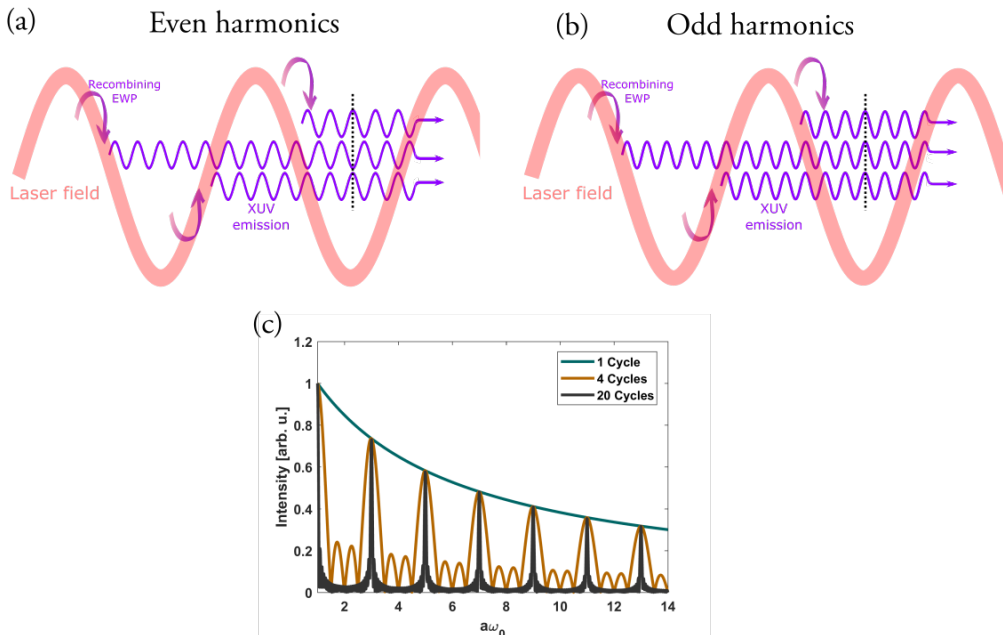 (a)
Even harmonics
Recombining
EWP
Laser field
XUV
emission
(b)
Odd harmonics
Recombining
EWP
Laser field
XUV
emission
(c)
Intensity [arb. u.]
1.2
1
0.8
0.6
0.4
0.2
0
1 Cycle
4 Cycles
20 Cycles
2 4 6 8 10 12 14
aω₀